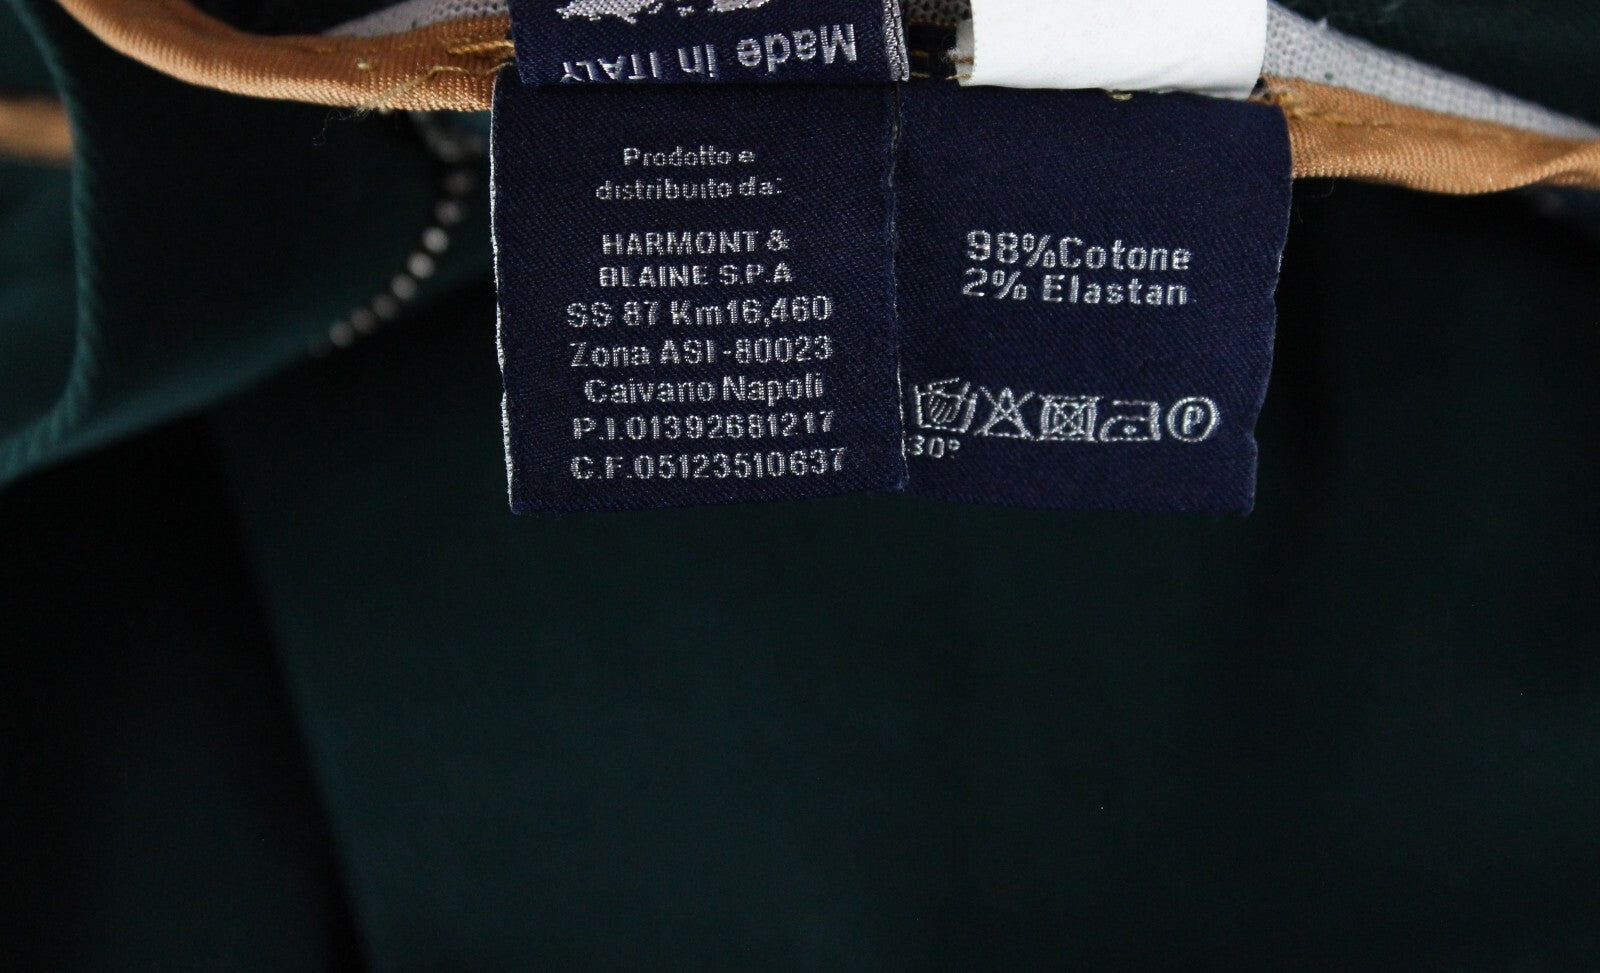 Made in ITALY
Prodotto e
distribuito da:
HARMONT &
BLAINE S.P.A
SS 87 Km16,460
Zona ASI-80023
Caivano Napoli
P.I.01392681217
C.F.05123510637
98%Cotone
2% Elastan
P
30°